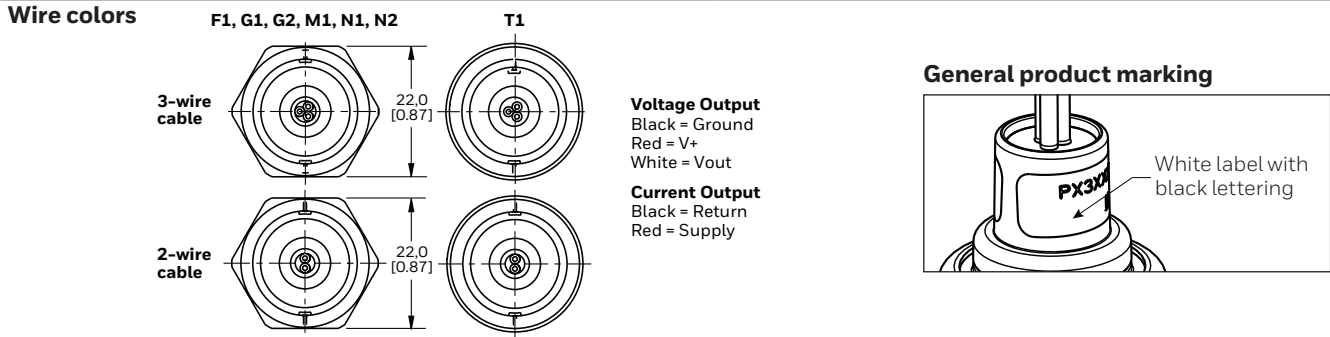 Wire colors
F1, G1, G2, M1, N1, N2
T1
3-wire
cable
22,0
[0.87]
2-wire
cable
22,0
[0.87]
Voltage Output
Black = Ground
Red = V+
White = Vout
Current Output
Black = Return
Red = Supply
General product marking
PX3XX
White label with
black lettering